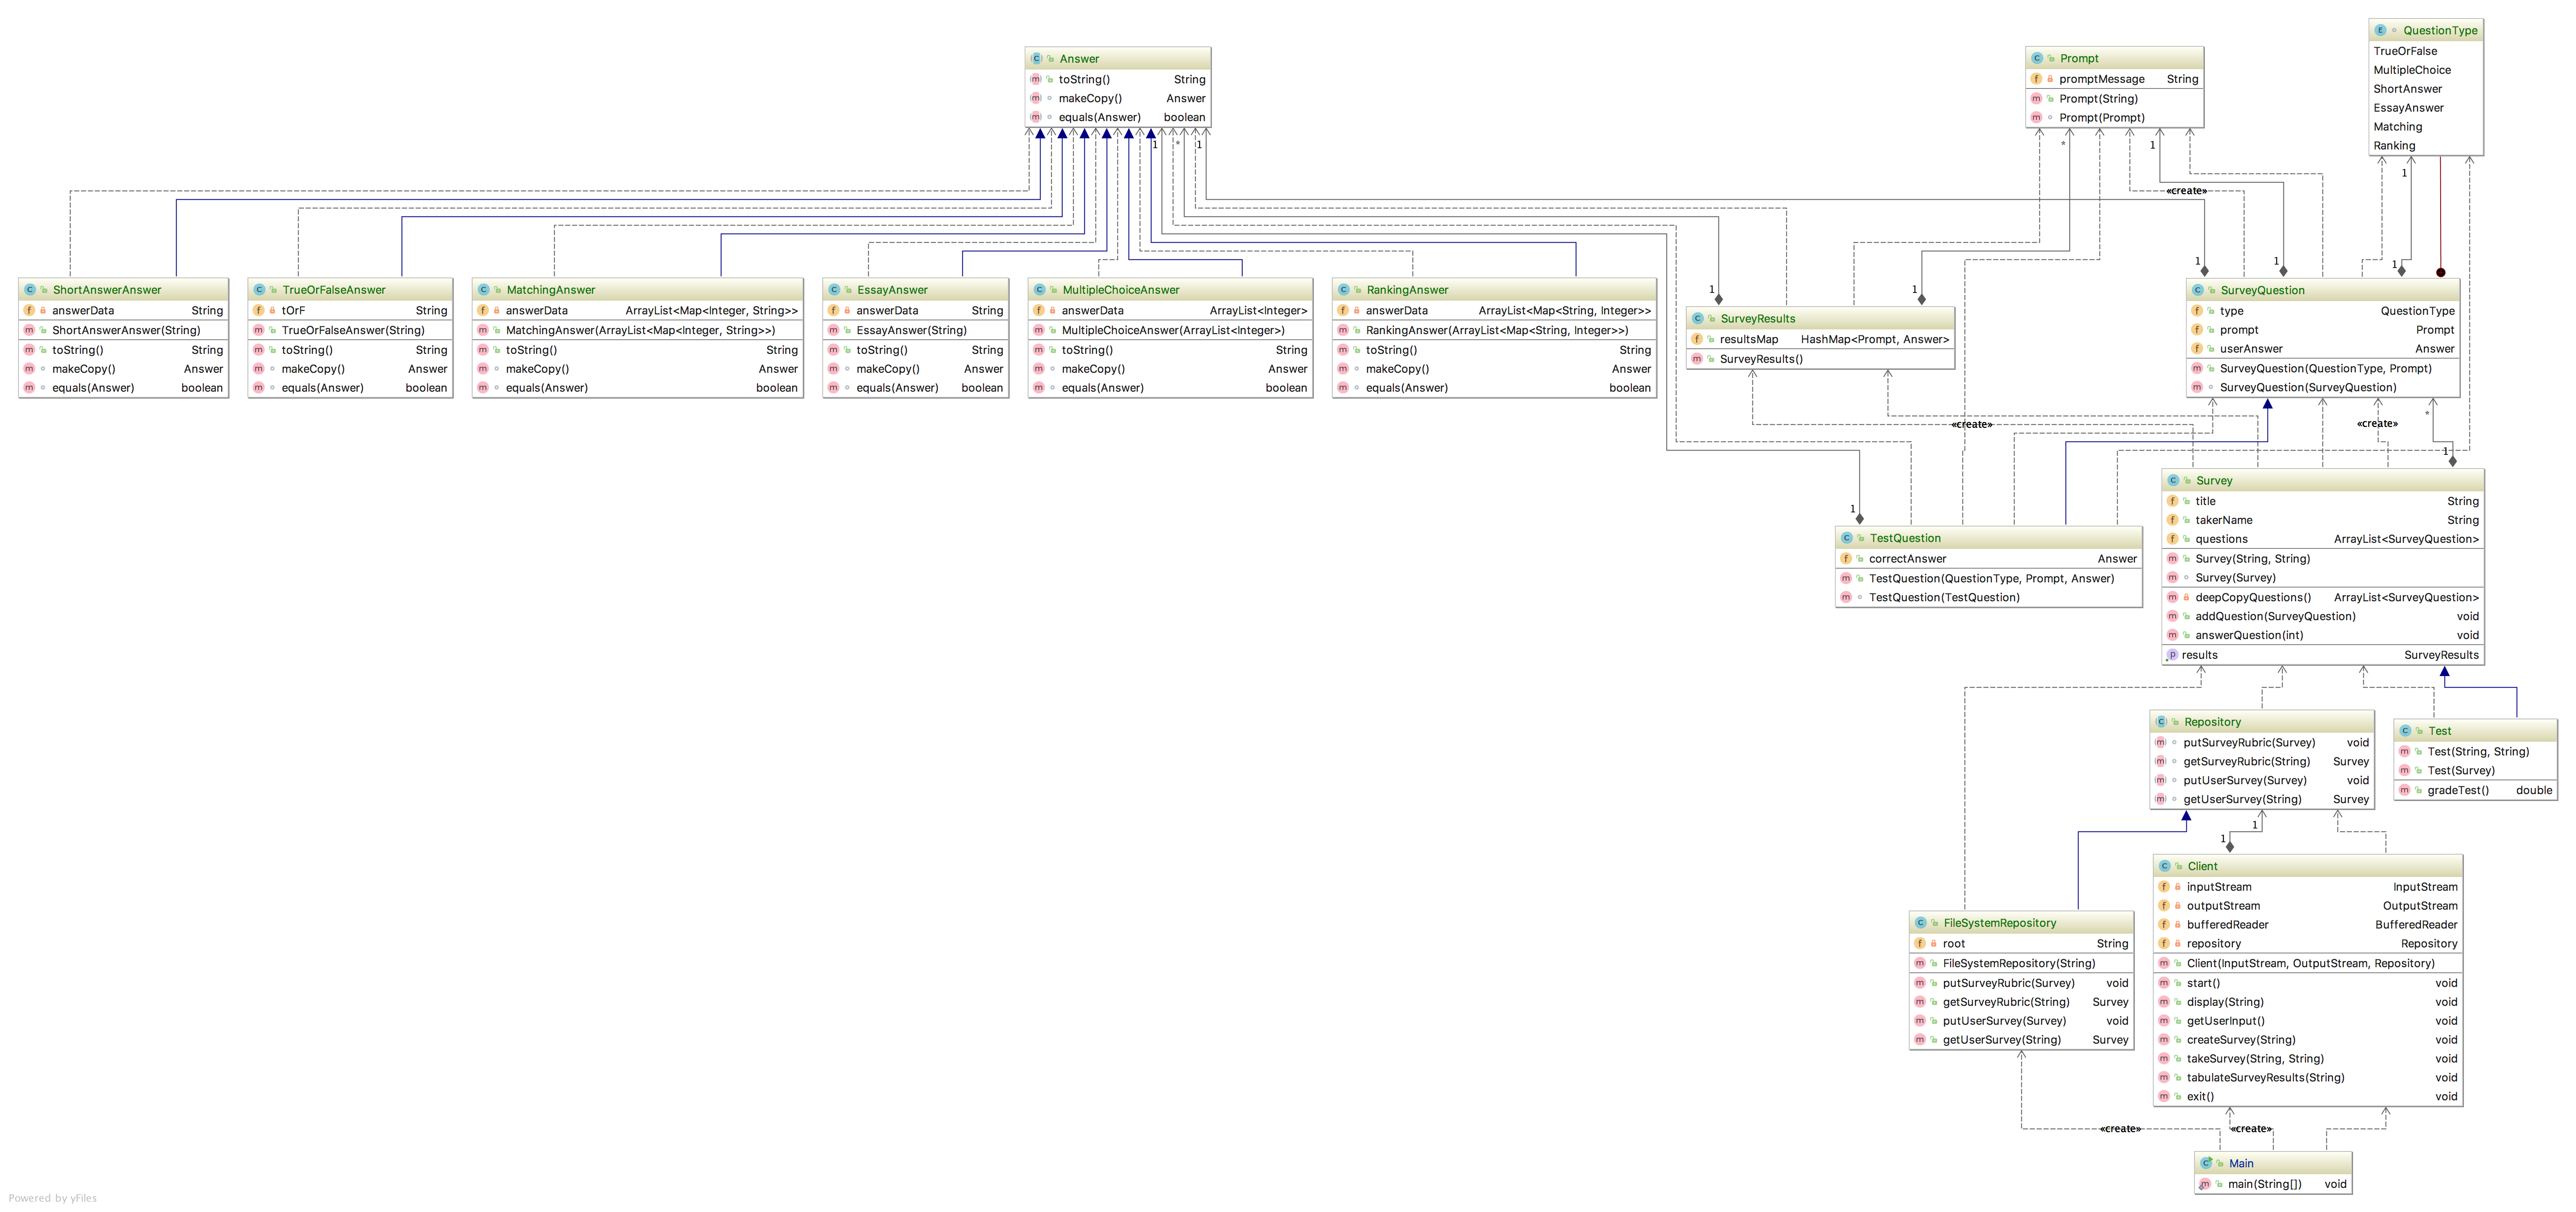 QuestionType
TrueOrFalse
MultipleChoice
ShortAnswer
EssayAnswer
Matching
Ranking
Answer
toString() String
makeCopy() Answer
equals(Answer) boolean
Prompt
promptMessage String
Prompt(String)
Prompt(Prompt)
1 * 1
* 1
1
«create»
1 1 1
1 1
ShortAnswerAnswer
answerData String
ShortAnswerAnswer(String)
toString() String
makeCopy() Answer
equals(Answer) boolean
TrueOrFalseAnswer
tOrF String
TrueOrFalseAnswer(String)
toString() String
makeCopy() Answer
equals(Answer) boolean
MatchingAnswer
answerData ArrayList<Map<Integer, String>>
MatchingAnswer(ArrayList<Map<Integer, String>>)
toString() String
makeCopy() Answer
equals(Answer) boolean
EssayAnswer
answerData String
EssayAnswer(String)
toString() String
makeCopy() Answer
equals(Answer) boolean
MultipleChoiceAnswer
answerData ArrayList<Integer>
MultipleChoiceAnswer(ArrayList<Integer>)
toString() String
makeCopy() Answer
equals(Answer) boolean
RankingAnswer
answerData ArrayList<Map<String, Integer>>
RankingAnswer(ArrayList<Map<String, Integer>>)
toString() String
makeCopy() Answer
equals(Answer) boolean
SurveyResults
resultsMap HashMap<Prompt, Answer>
SurveyResults()
SurveyQuestion
type QuestionType
prompt Prompt
userAnswer Answer
SurveyQuestion(QuestionType, Prompt)
SurveyQuestion(SurveyQuestion)
*
«create» «create»
1
1
TestQuestion
correctAnswer Answer
TestQuestion(QuestionType, Prompt, Answer)
TestQuestion(TestQuestion)
Survey
title String
takerName String
questions ArrayList<SurveyQuestion>
Survey(String, String)
Survey(Survey)
deepCopyQuestions() ArrayList<SurveyQuestion>
addQuestion(SurveyQuestion) void
answerQuestion(int) void
results SurveyResults
Repository
putSurveyRubric(Survey) void
getSurveyRubric(String) Survey
putUserSurvey(Survey) void
getUserSurvey(String) Survey
Test
Test(String, String)
Test(Survey)
gradeTest() double
1
1
FileSystemRepository
root String
FileSystemRepository(String)
putSurveyRubric(Survey) void
getSurveyRubric(String) Survey
putUserSurvey(Survey) void
getUserSurvey(String) Survey
Client
inputStream InputStream
outputStream OutputStream
bufferedReader BufferedReader
repository Repository
Client(InputStream, OutputStream, Repository)
start() void
display(String) void
getUserInput() void
createSurvey(String) void
takeSurvey(String, String) void
tabulateSurveyResults(String) void
exit() void
«create» «create»
Main
main(String[]) void
Powered by yFiles